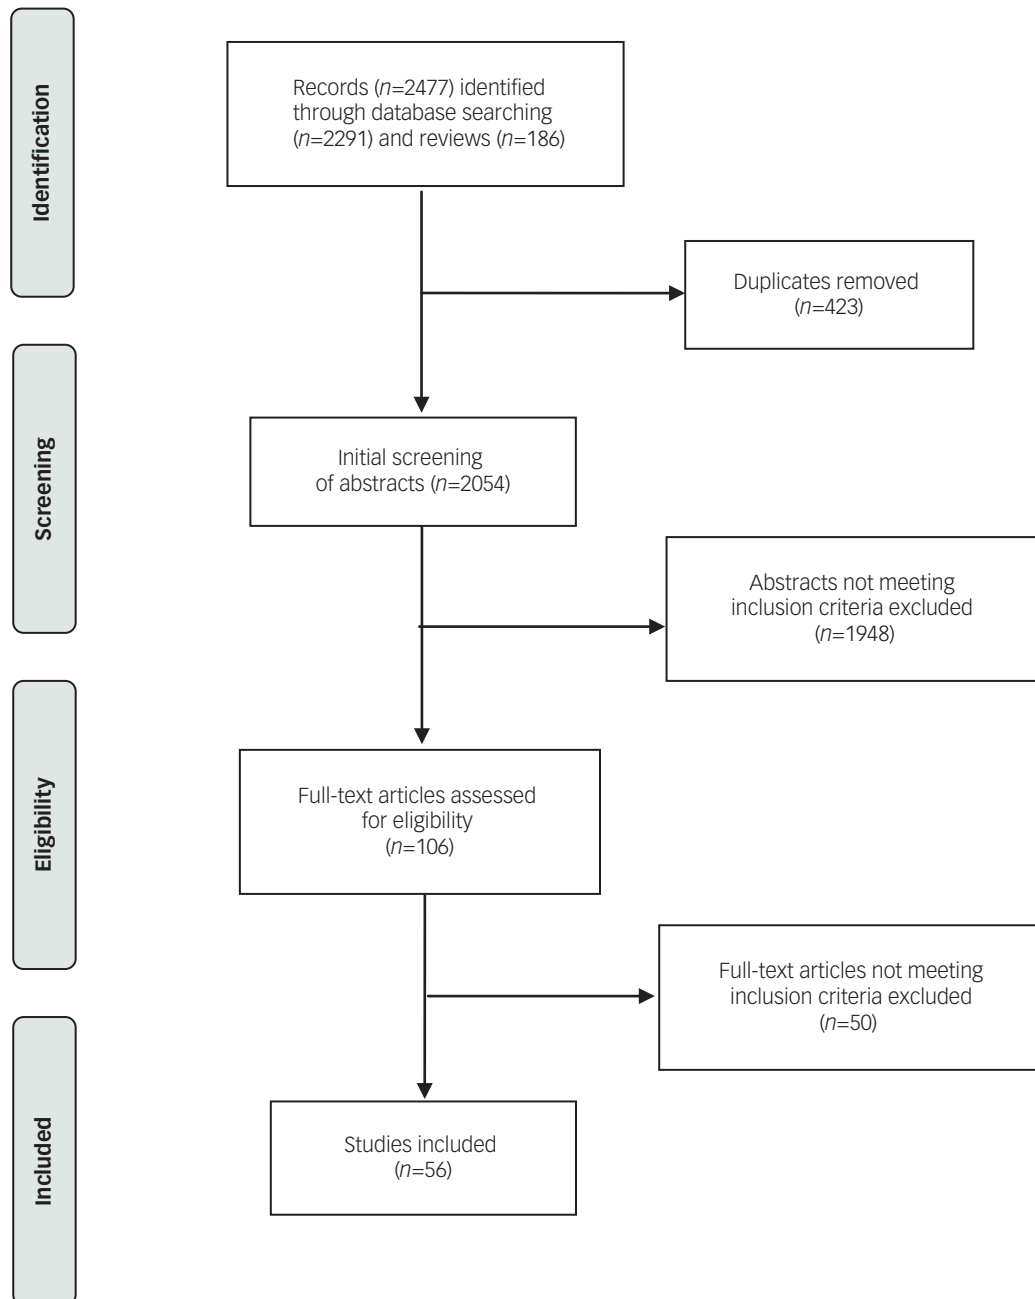 Identification
Records (n=2477) identified
through database searching
(n=2291) and reviews (n=186)
Duplicates removed
(n=423)
Screening
Initial screening
of abstracts (n=2054)
Abstracts not meeting
inclusion criteria excluded
(n=1948)
Eligibility
Full-text articles assessed
for eligibility
(n=106)
Full-text articles not meeting
inclusion criteria excluded
(n=50)
Included
Studies included
(n=56)